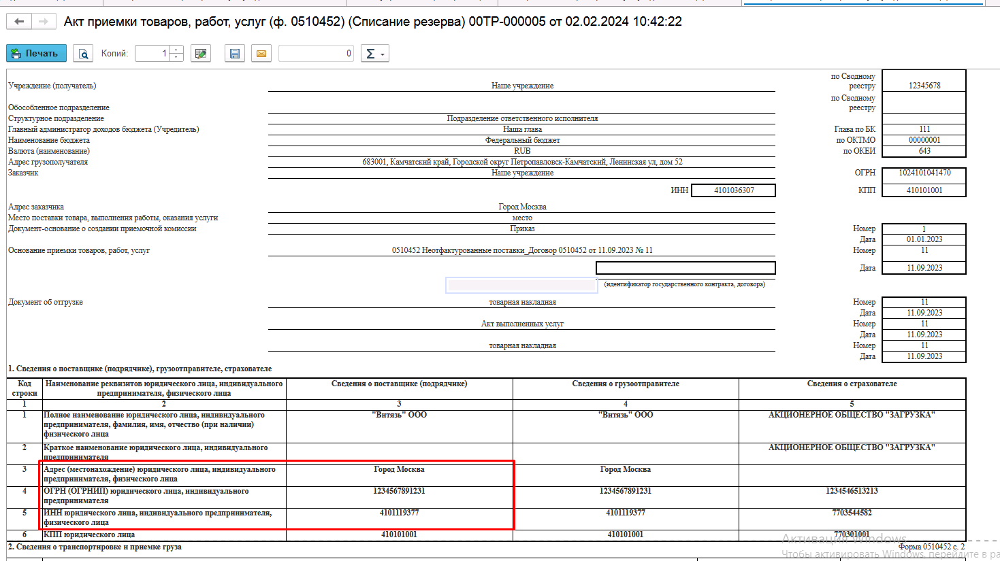 Акт приемки товаров, работ, услуг (ф. 0510452) (Списание резерва) 00ТР-000005 от 02.02.2024 10:42:22
Печать Копий: 1 0 Σ
по Сводному
Учреждение (получатель) Наше учреждение реестру 12345678
по Сводному
Обособленное подразделение реестру
Структурное подразделение Подразделение ответственного исполнителя
Главный администратор доходов бюджета (Учредитель) Наша глава Глава по БК 111
Наименование бюджета Федеральный бюджет по ОКТМО 00000001
Валюта (наименование) RUB по ОКЕИ 643
Адрес грузополучателя 683001, Камчатский край, Городской округ Петропавловск-Камчатский, Ленинская ул, дом 52
Заказчик Наше учреждение ОГРН 1024101041470
ИНН 4101036307 КПП 410101001
Адрес заказчика Город Москва
Место поставки товара, выполнения работы, оказания услуги место
Документ-основание о создании приемочной комиссии Приказ Номер 1
Дата 01.01.2023
Основание приемки товаров, работ, услуг 0510452 Неотфактурованные поставки_Договор 0510452 от 11.09.2023 № 11 Номер 11
Дата 11.09.2023
(идентификатор государственного контракта, договора)
Документ об отгрузке товарная накладная Номер 11
Дата 11.09.2023
Акт выполненных услуг Номер 11
Дата 11.09.2023
товарная накладная Номер 11
Дата 11.09.2023
1. Сведения о поставщике (подрядчике), грузоотправителе, страхователе
Код Наименование реквизитов юридического лица, индивидуального Сведения о поставщике (подрядчике) Сведения о грузоотправителе Сведения о страхователе
строки предпринимателя, физического лица
1 2 3 4 5
1 Полное наименование юридического лица, индивидуального "Витязь" ООО "Витязь" ООО АКЦИОНЕРНОЕ ОБЩЕСТВО "ЗАГРУЗКА"
предпринимателя, фамилия, имя, отчество (при наличии)
физического лица
2 Краткое наименование юридического лица, индивидуального АКЦИОНЕРНОЕ ОБЩЕСТВО "ЗАГРУЗКА"
предпринимателя
3 Адрес (местонахождение) юридического лица, индивидуального Город Москва Город Москва
предпринимателя, физического лица
4 ОГРН (ОГРНИП) юридического лица, индивидуального 1234567891231 1234567891231 1234546513213
предпринимателя
5 ИНН юридического лица, индивидуального предпринимателя, 4101119377 4101119377 7703544582
физического лица
6 КПП юридического лица 410101001 410101001 770301001
Активация Windows
2. Сведения о транспортировке и приемке груза Форма 0510452 с. 2
Чтобы активировать Windows, перейдите в ра